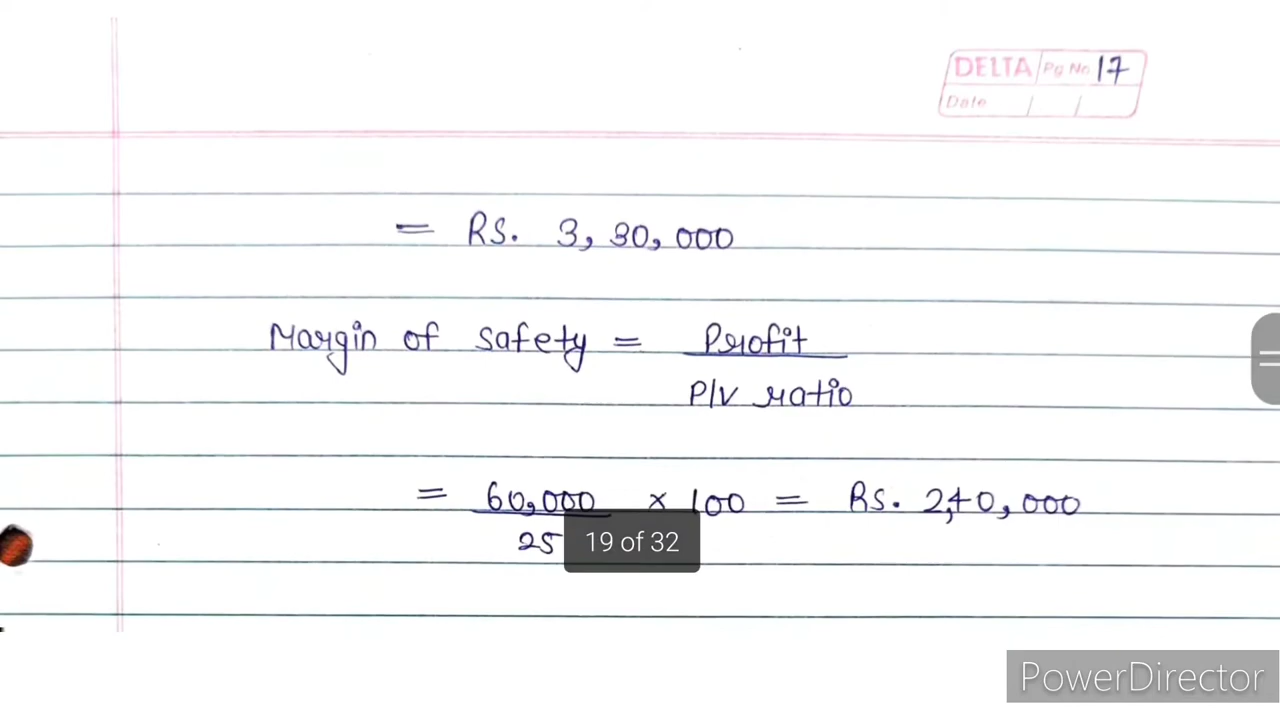 DELTA Pg No 17
Date / /
= Rs. 3,30,000
Margin of safety = Profit
P/V ratio
= 60,000 × 100 = Rs. 2,40,000
25
19 of 32
PowerDirector